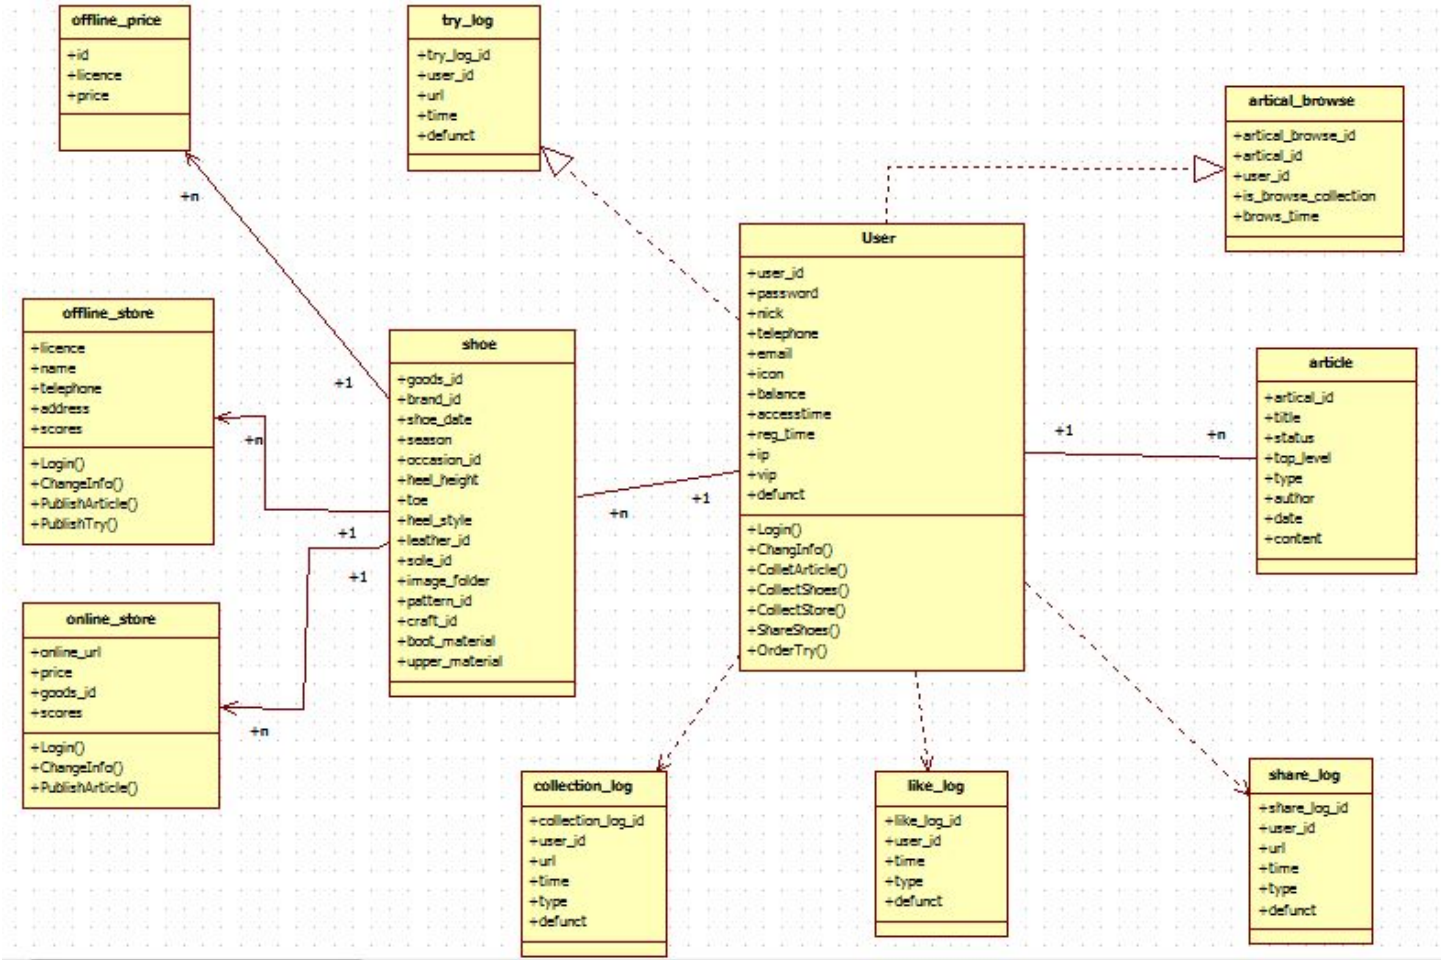 offline_price
+id
+licence
+price
try_log
+try_log_id
+user_id
+url
+time
+defunct
artical_browse
+artical_browse_id
+artical_id
+user_id
+is_browse_collection
+brows_time
+n
+1
offline_store
+licence
+name
+telephone
+address
+scores
+Login()
+ChangeInfo()
+PublishArticle()
+PublishTry()
+n
+1
shoe
+goods_id
+brand_id
+shoe_date
+season
+occasion_id
+heel_height
+toe
+heel_style
+leather_id
+sole_id
+image_folder
+pattern_id
+craft_id
+boot_material
+upper_material
+n
+1
User
+user_id
+password
+nick
+telephone
+email
+icon
+balance
+accesstime
+reg_time
+ip
+vip
+defunct
+Login()
+ChangInfo()
+ColletArticle()
+CollectShoes()
+CollectStore()
+ShareShoes()
+OrderTry()
+1
+n
article
+artical_id
+title
+status
+top_level
+type
+author
+date
+content
online_store
+online_url
+price
+goods_id
+scores
+Login()
+ChangeInfo()
+PublishArticle()
+1
+n
collection_log
+collection_log_id
+user_id
+url
+time
+type
+defunct
like_log
+like_log_id
+user_id
+time
+type
+defunct
share_log
+share_log_id
+user_id
+url
+time
+type
+defunct